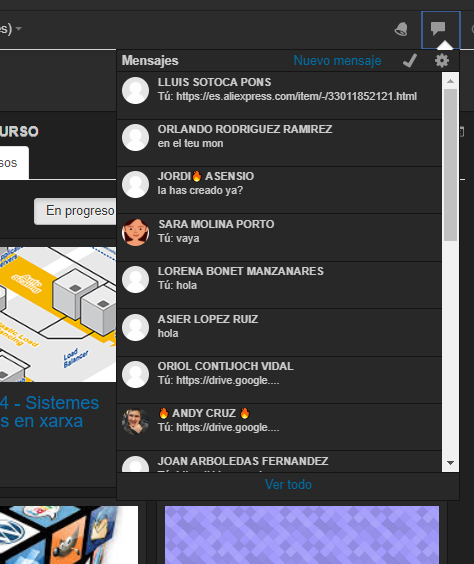 es)
Mensajes Nuevo mensaje
LLUIS SOTOCA PONS
Tú: https://es.aliexpress.com/item/-/33011852121.html
URSO
ORLANDO RODRIGUEZ RAMIREZ
en el teu mon
sos
JORDI🔥 ASENSIO
la has creado ya?
En progreso
SARA MOLINA PORTO
Tú: vaya
LORENA BONET MANZANARES
Tú: hola
ASIER LOPEZ RUIZ
hola
Load
Balancer
ORIOL CONTIJOCH VIDAL
Tú: https://drive.google....
4 - Sistemes
s en xarxa
🔥 ANDY CRUZ 🔥
Tú: https://drive.google....
JOAN ARBOLEDAS FERNANDEZ
Ver todo